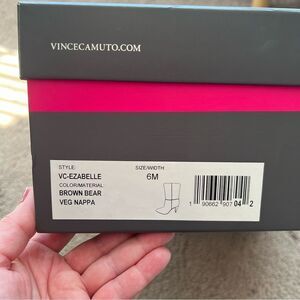 VINCECAMUTO.COM
STYLE: SIZE/WIDTH
VC-EZABELLE 6M
COLOR/MATERIAL:
BROWN BEAR
VEG NAPPA
1 90662 907 04 2